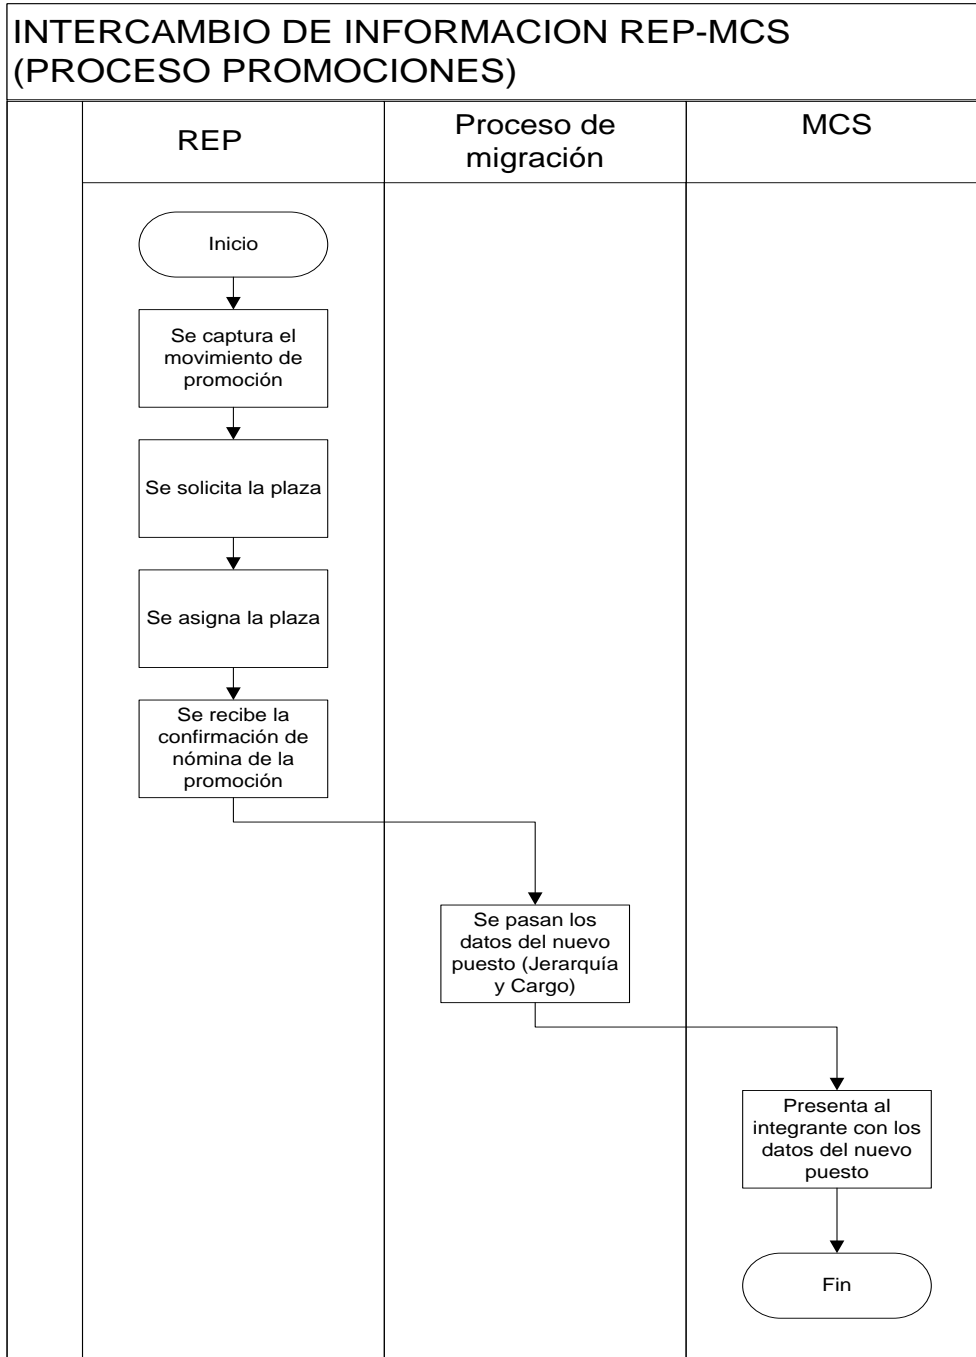 INTERCAMBIO DE INFORMACION REP-MCS
(PROCESO PROMOCIONES)
REP
Proceso de
migración
MCS
Inicio
Se captura el
movimiento de
promoción
Se solicita la plaza
Se asigna la plaza
Se recibe la
confirmación de
nómina de la
promoción
Se pasan los
datos del nuevo
puesto (Jerarquía
y Cargo)
Presenta al
integrante con los
datos del nuevo
puesto
Fin